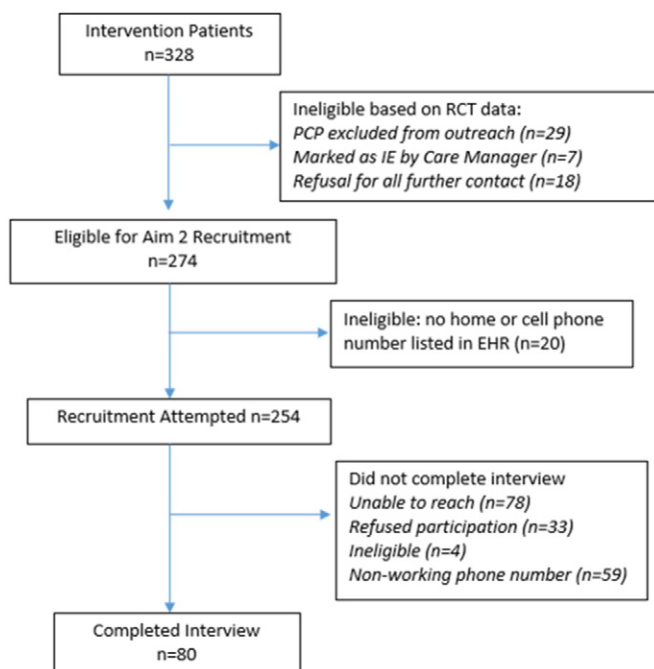 Intervention Patients
n=328
Ineligible based on RCT data:
PCP excluded from outreach (n=29)
Marked as IE by Care Manager (n=7)
Refusal for all further contact (n=18)
Eligible for Aim 2 Recruitment
n=274
Ineligible: no home or cell phone
number listed in EHR (n=20)
Recruitment Attempted n=254
Did not complete interview
Unable to reach (n=78)
Refused participation (n=33)
Ineligible (n=4)
Non-working phone number (n=59)
Completed Interview
n=80